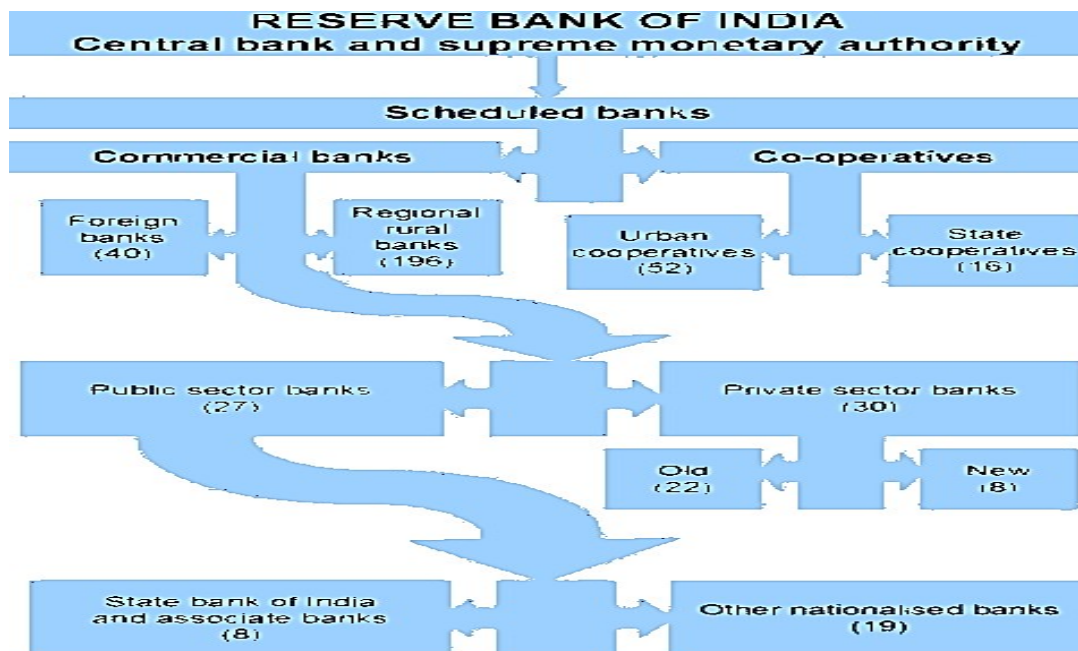 RESERVE BANK OF INDIA
Central bank and supreme monetary authority
Scheduled banks
Commercial banks
Co-operatives
Foreign
banks
(40)
Regional
rural
banks
(196)
Urban
cooperatives
(52)
State
cooperatives
(16)
Public sector banks
(27)
Private sector banks
(30)
Old
(22)
New
(8)
State bank of India
and associate banks
(8)
Other nationalised banks
(19)